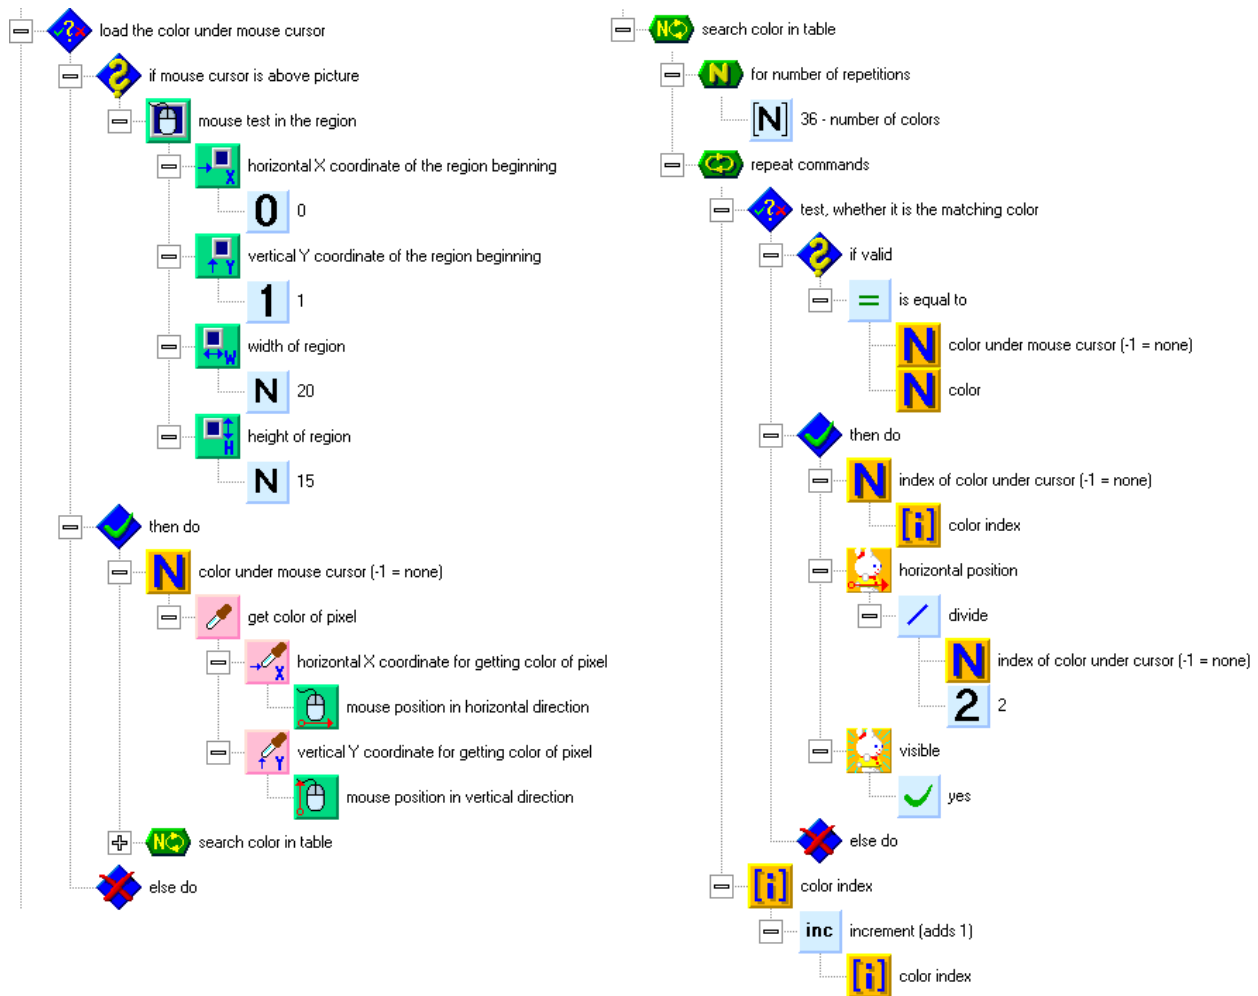 load the color under mouse cursor
if mouse cursor is above picture
mouse test in the region
X horizontal X coordinate of the region beginning
0 0
Y vertical Y coordinate of the region beginning
1 1
W width of region
N 20
H height of region
N 15
then do
N color under mouse cursor (-1 = none)
get color of pixel
X horizontal X coordinate for getting color of pixel
mouse position in horizontal direction
Y vertical Y coordinate for getting color of pixel
mouse position in vertical direction
N search color in table
else do
N search color in table
N for number of repetitions
[N] 36 - number of colors
repeat commands
test, whether it is the matching color
if valid
= is equal to
N color under mouse cursor (-1 = none)
N color
then do
N index of color under cursor (-1 = none)
[i] color index
horizontal position
/ divide
N index of color under cursor (-1 = none)
2 2
visible
yes
else do
[i] color index
inc increment (adds 1)
[i] color index